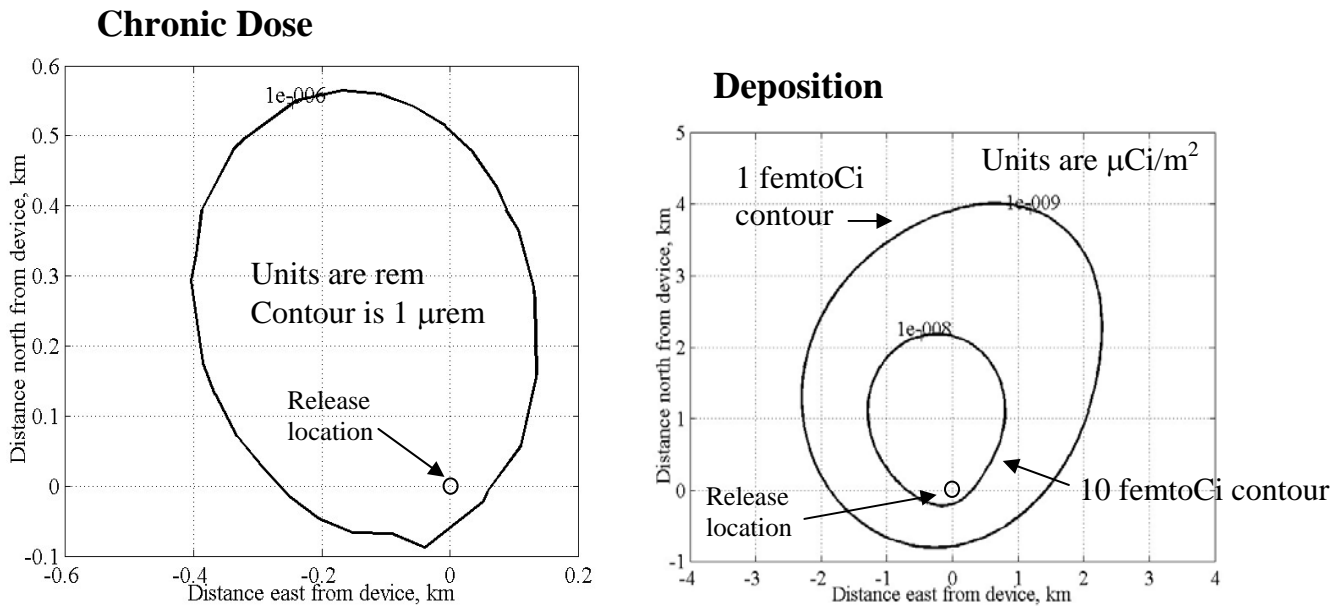 Chronic Dose
0.6
0.5
0.4
0.3
0.2
0.1
0
-0.1
Distance north from device, km
1e-006
Units are rem
Contour is 1 μrem
Release
location
-0.6 -0.4 -0.2 0 0.2
Distance east from device, km
Deposition
5
4
3
2
1
0
-1
Distance north from device, km
Units are μCi/m²
1 femtoCi
contour
1e-009
1e-008
10 femtoCi contour
Release
location
-4 -3 -2 -1 0 1 2 3 4
Distance east from device, km